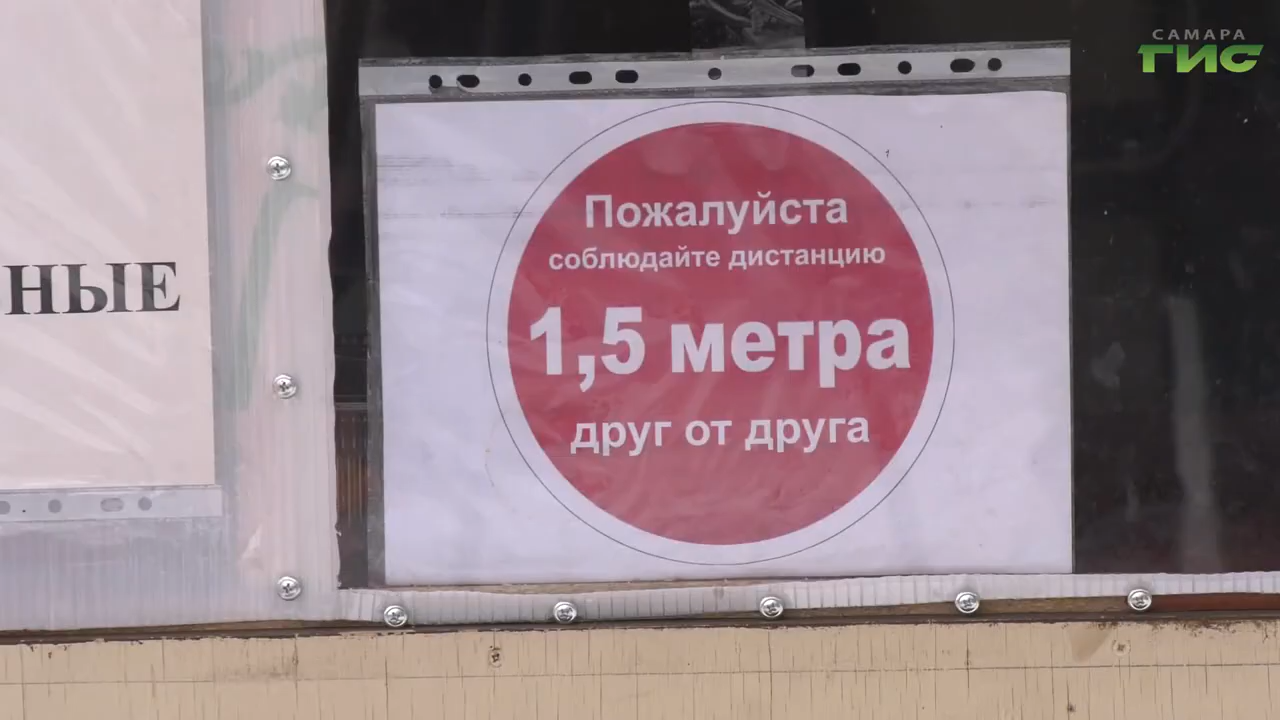 САМАРА
ГИС
НЫЕ
Пожалуйста
соблюдайте дистанцию
1,5 метра
друг от друга